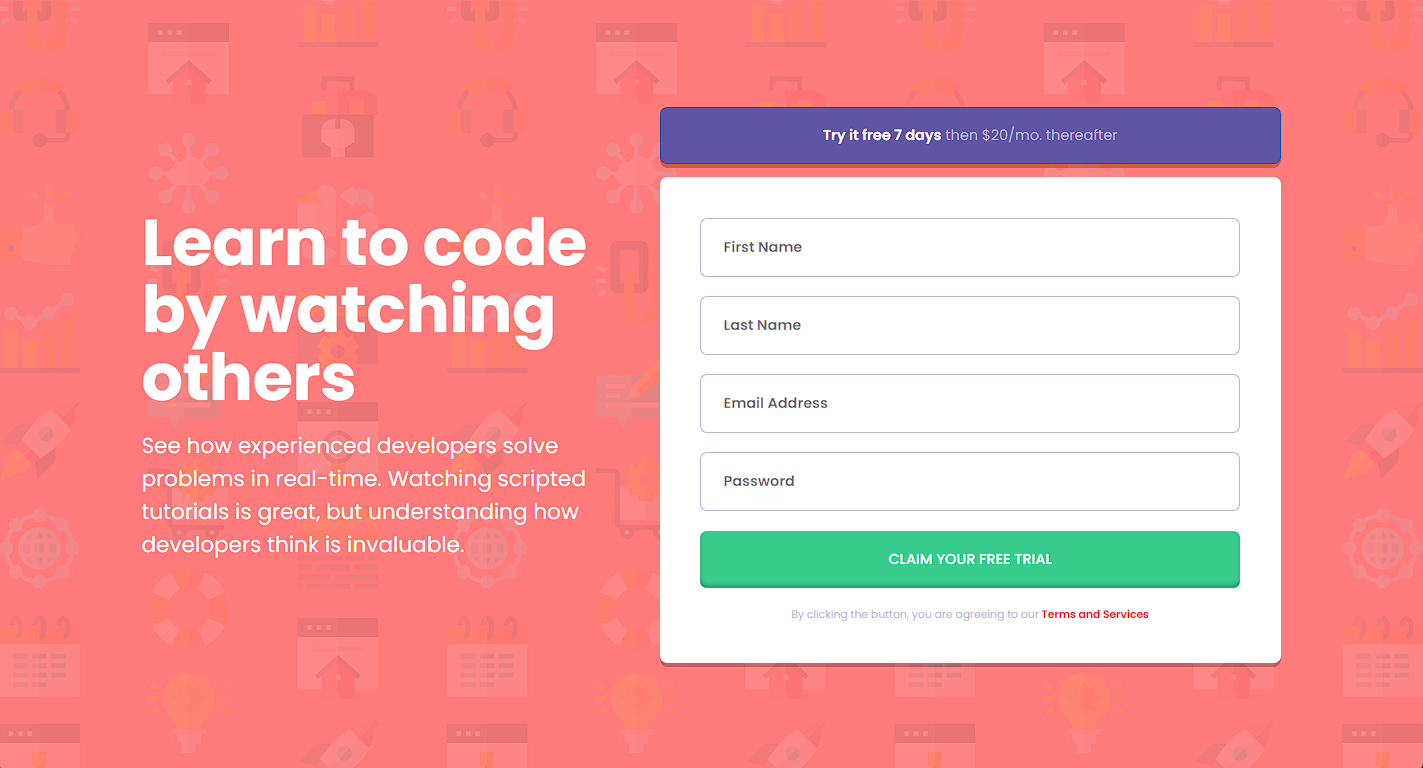 Learn to code
by watching
others
See how experienced developers solve
problems in real-time. Watching scripted
tutorials is great, but understanding how
developers think is invaluable.
Try it free 7 days then $20/mo. thereafter
First Name
Last Name
Email Address
Password
CLAIM YOUR FREE TRIAL
By clicking the button, you are agreeing to our Terms and Services